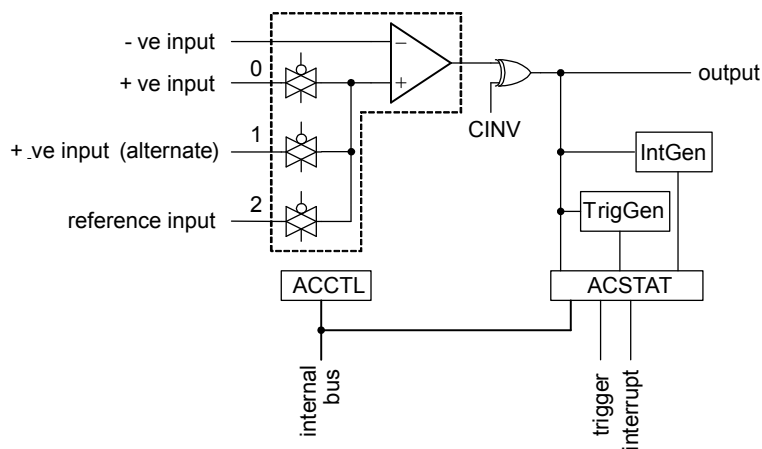 - ve input
0
+ ve input
output
CINV
1
+ ve input (alternate)
IntGen
2
reference input
TrigGen
−
+
ACCTL
ACSTAT
internal
bus
trigger
interrupt